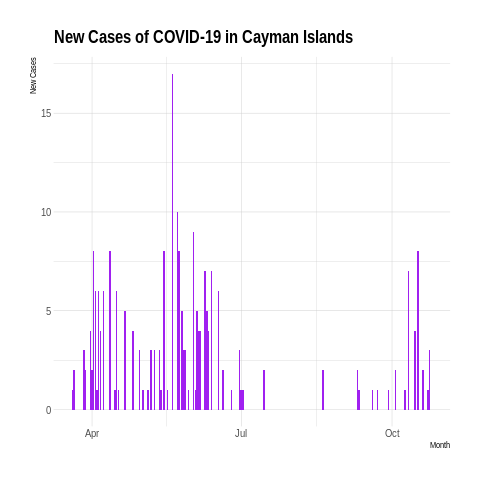 New Cases of COVID-19 in Cayman Islands
New Cases
15
10
5
0
Apr
Jul
Oct
Month